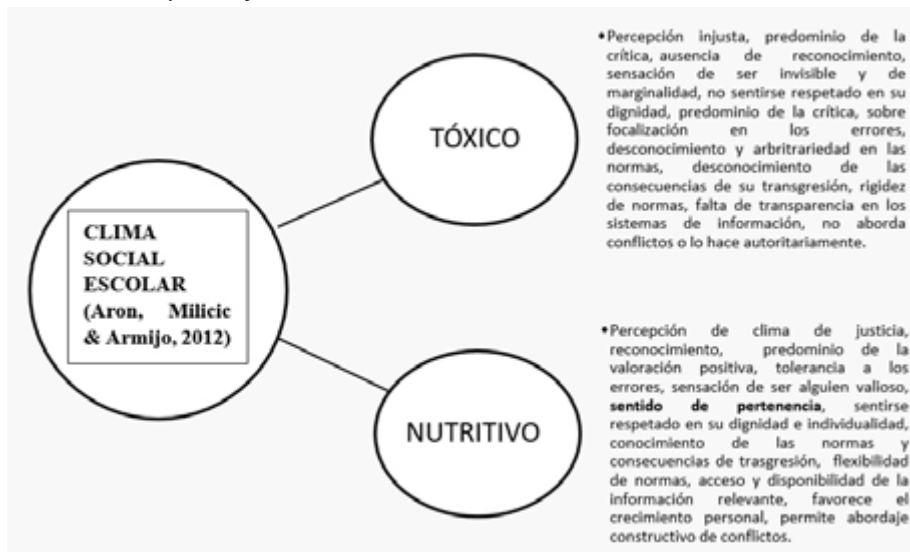 CLIMA
SOCIAL
ESCOLAR
(Aron, Milicic
& Armijo, 2012)
TÓXICO
•Percepción injusta, predominio de la
crítica, ausencia de reconocimiento,
sensación de ser invisible y de
marginalidad, no sentirse respetado en su
dignidad, predominio de la crítica, sobre
focalización en los errores,
desconocimiento y arbitrariedad en las
normas, desconocimiento de las
consecuencias de su transgresión, rigidez
de normas, falta de transparencia en los
sistemas de información, no aborda
conflictos o lo hace autoritariamente.
NUTRITIVO
•Percepción de clima de justicia,
reconocimiento, predominio de la
valoración positiva, tolerancia a los
errores, sensación de ser alguien valioso,
sentido de pertenencia, sentirse
respetado en su dignidad e individualidad,
conocimiento de las normas y
consecuencias de trasgresión, flexibilidad
de normas, acceso y disponibilidad de la
información relevante, favorece el
crecimiento personal, permite abordaje
constructivo de conflictos.